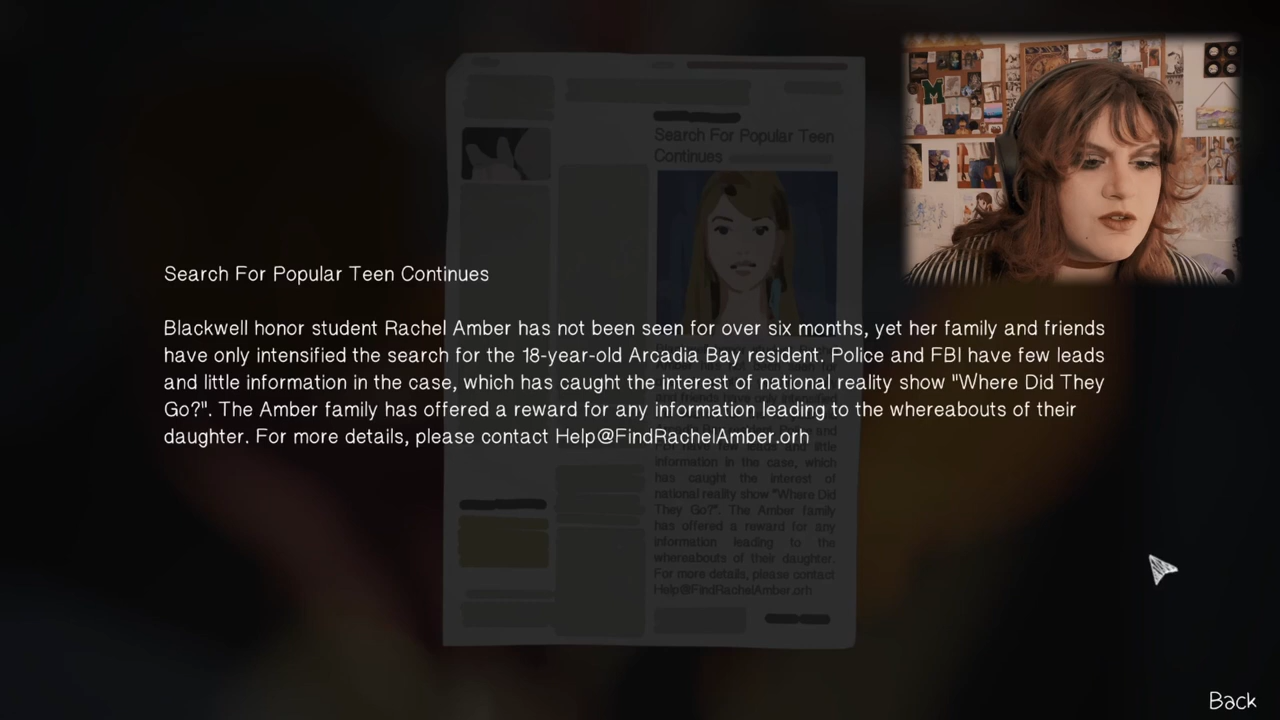 Search For Popular Teen Continues
Blackwell honor student Rachel Amber has not been seen for over six months, yet her family and friends
have only intensified the search for the 18-year-old Arcadia Bay resident. Police and FBI have few leads
and little information in the case, which has caught the interest of national reality show "Where Did They
Go?". The Amber family has offered a reward for any information leading to the whereabouts of their
daughter. For more details, please contact Help@FindRachelAmber.orh
Search For Popular Teen
Continues
information in the case, which
has caught the interest of
national reality show "Where Did
They Go?". The Amber family
has offered a reward for any
information leading to the
whereabouts of their daughter.
For more details, please contact
Help@FindRachelAmber.orh
M
Back